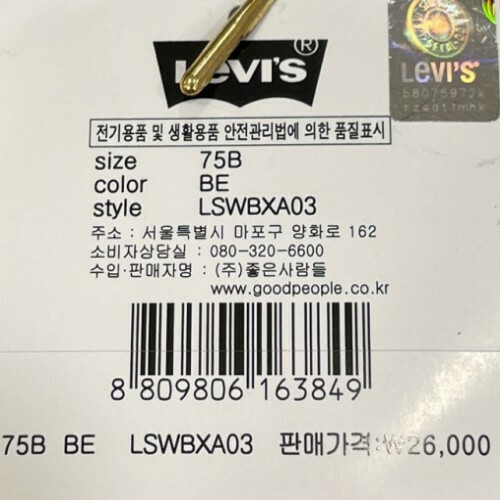 LEVI'S ®
LEVI'S
b8075972k
전기용품 및 생활용품 안전관리법에 의한 품질표시
size 75B
color BE
style LSWBXA03
주소 : 서울특별시 마포구 양화로 162
소비자상담실 : 080-320-6600
수입·판매자명 : (주)좋은사람들
www.goodpeople.co.kr
8 809806 163849
75B BE LSWBXA03 판매가격:₩26,000